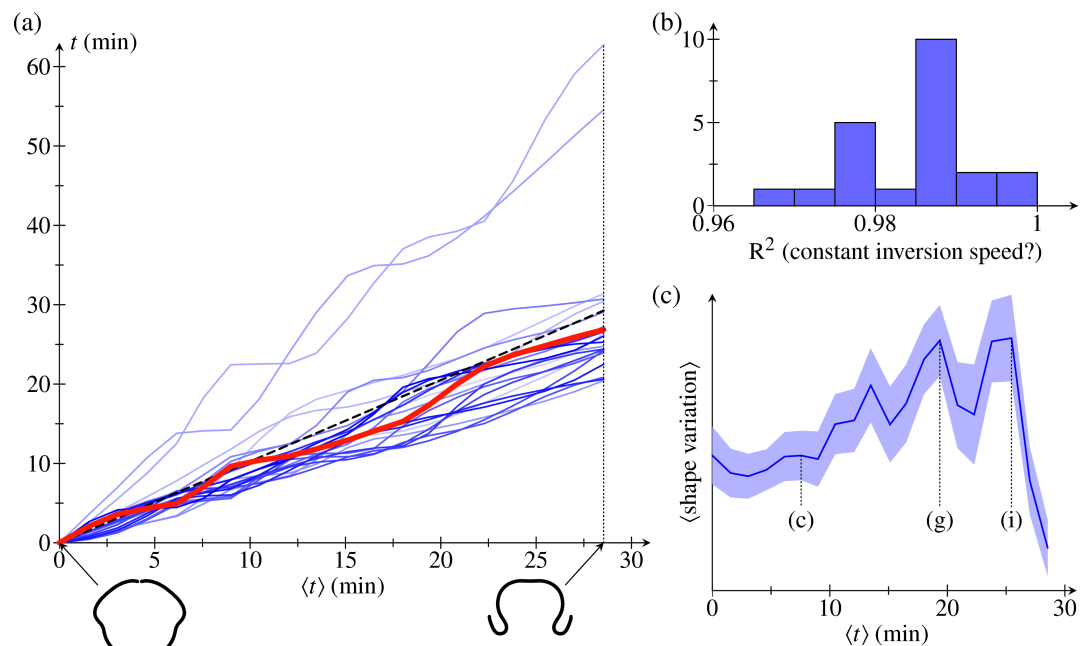 (a)
t (min)
60
50
40
30
20
10
0
0 5 10 15 20 25 30
⟨t⟩ (min)
(b)
10
5
0
0.96 0.98 1
R² (constant inversion speed?)
(c)
⟨shape variation⟩
(c) (g) (i)
0 10 20 30
⟨t⟩ (min)